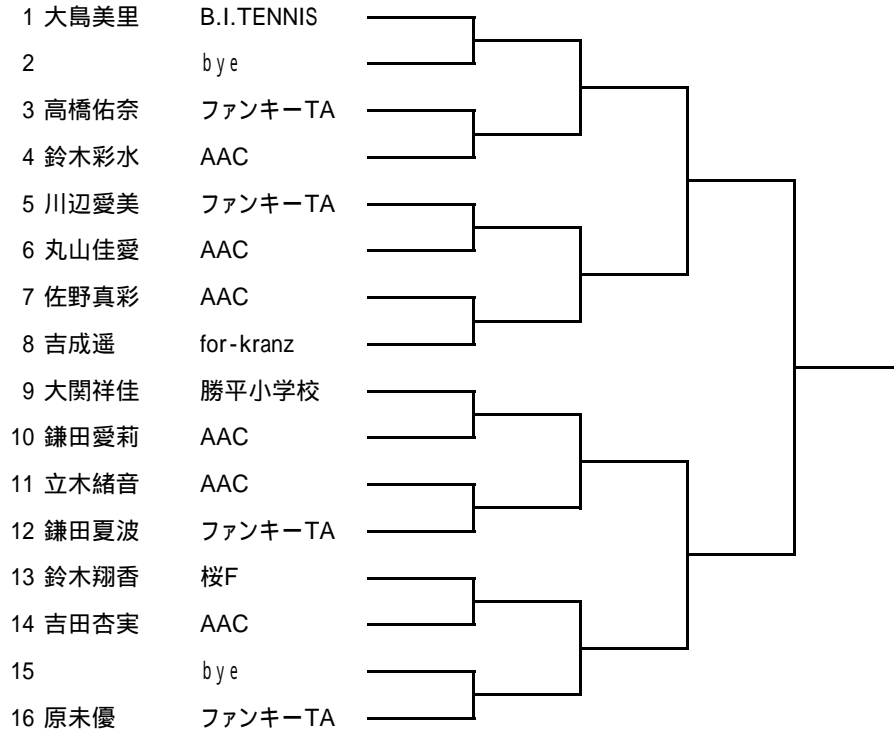 1 大島美里 B.I.TENNIS
2 bye
3 高橋佑奈 ファンキーTA
4 鈴木彩水 AAC
5 川辺愛美 ファンキーTA
6 丸山佳愛 AAC
7 佐野真彩 AAC
8 吉成遥 for-kranz
9 大関祥佳 勝平小学校
10 鎌田愛莉 AAC
11 立木緒音 AAC
12 鎌田夏波 ファンキーTA
13 鈴木翔香 桜F
14 吉田杏実 AAC
15 bye
16 原未優 ファンキーTA